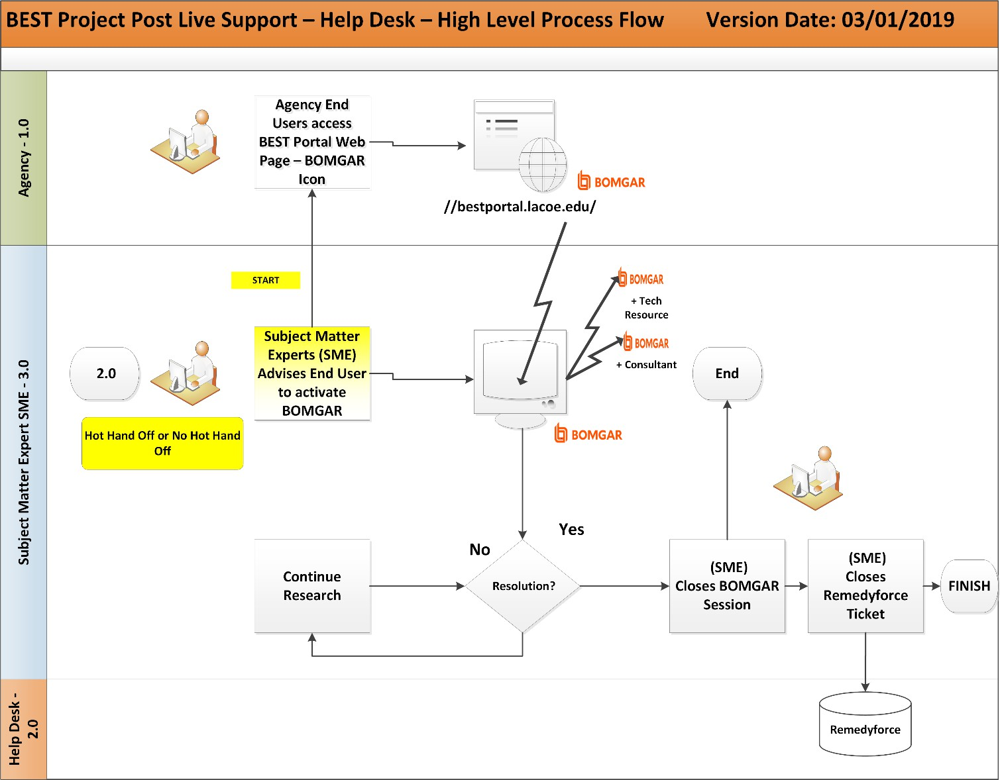 BEST Project Post Live Support – Help Desk – High Level Process Flow Version Date: 03/01/2019
Agency - 1.0
Agency End
Users access
BEST Portal Web
Page – BOMGAR
Icon
BOMGAR
//bestportal.lacoe.edu/
Subject Matter Expert SME - 3.0
START
BOMGAR
+ Tech
Resource
BOMGAR
+ Consultant
2.0
Subject Matter
Experts (SME)
Advises End User
to activate
BOMGAR
End
Hot Hand Off or No Hot Hand
Off
BOMGAR
Yes
No
Continue
Research
Resolution?
(SME)
Closes BOMGAR
Session
(SME)
Closes
Remedyforce
Ticket
FINISH
Help Desk -
2.0
Remedyforce